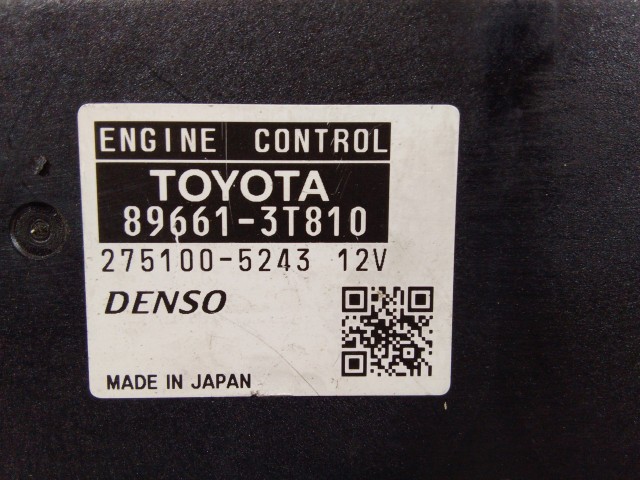 ENGINE CONTROL
TOYOTA
89661-3T810
275100-5243 12V
DENSO
MADE IN JAPAN